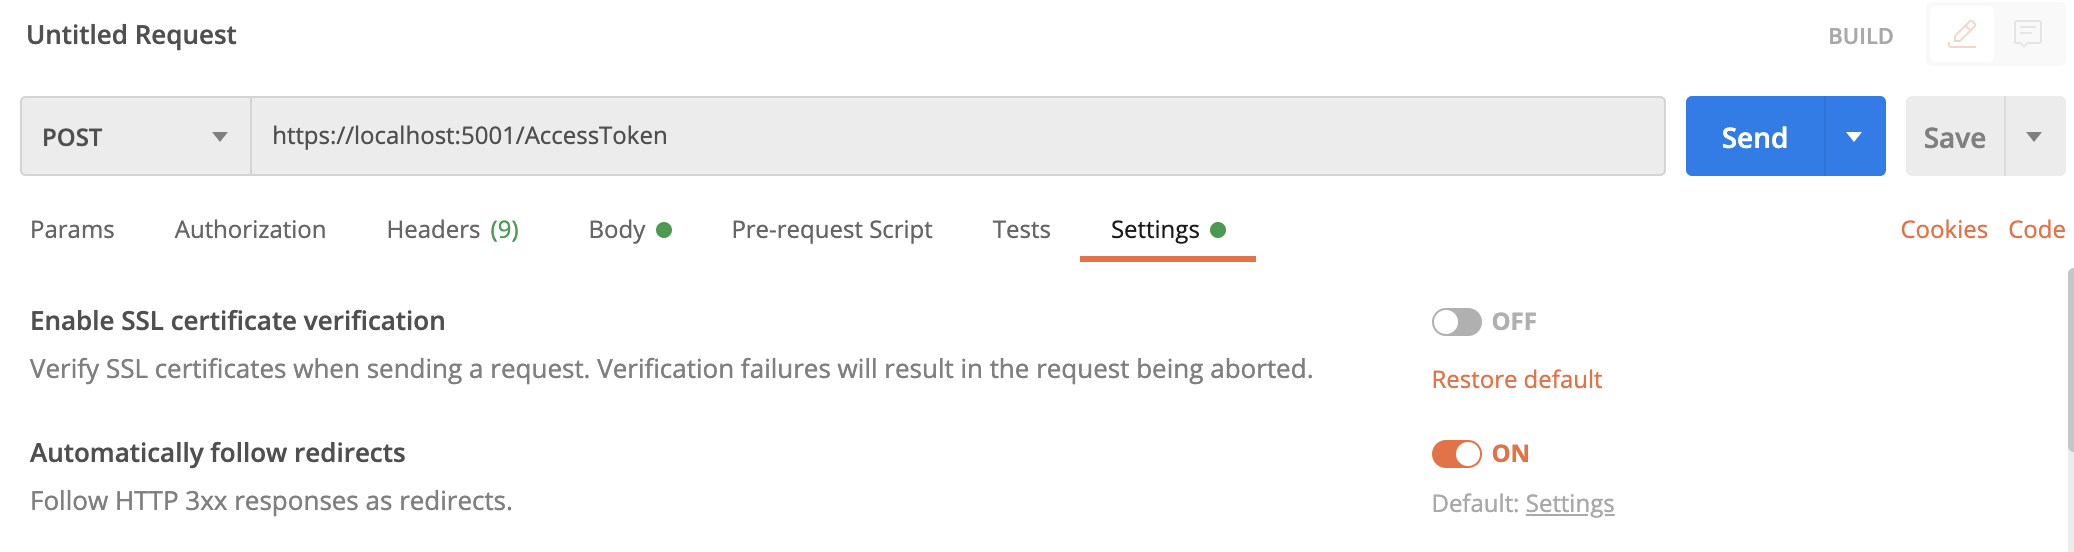 Untitled Request
BUILD
POST
https://localhost:5001/AccessToken
Send
Save
Params Authorization Headers (9) Body Pre-request Script Tests Settings Cookies Code
Enable SSL certificate verification
OFF
Verify SSL certificates when sending a request. Verification failures will result in the request being aborted.
Restore default
Automatically follow redirects
ON
Follow HTTP 3xx responses as redirects.
Default: Settings